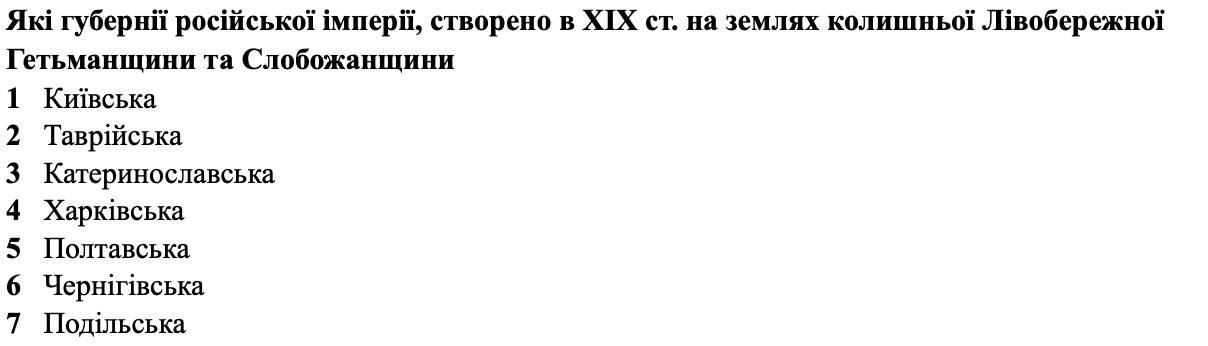 Які губернії російської імперії, створено в XIX ст. на землях колишньої Лівобережної
Гетьманщини та Слобожанщини
1 Київська
2 Таврійська
3 Катеринославська
4 Харківська
5 Полтавська
6 Чернігівська
7 Подільська